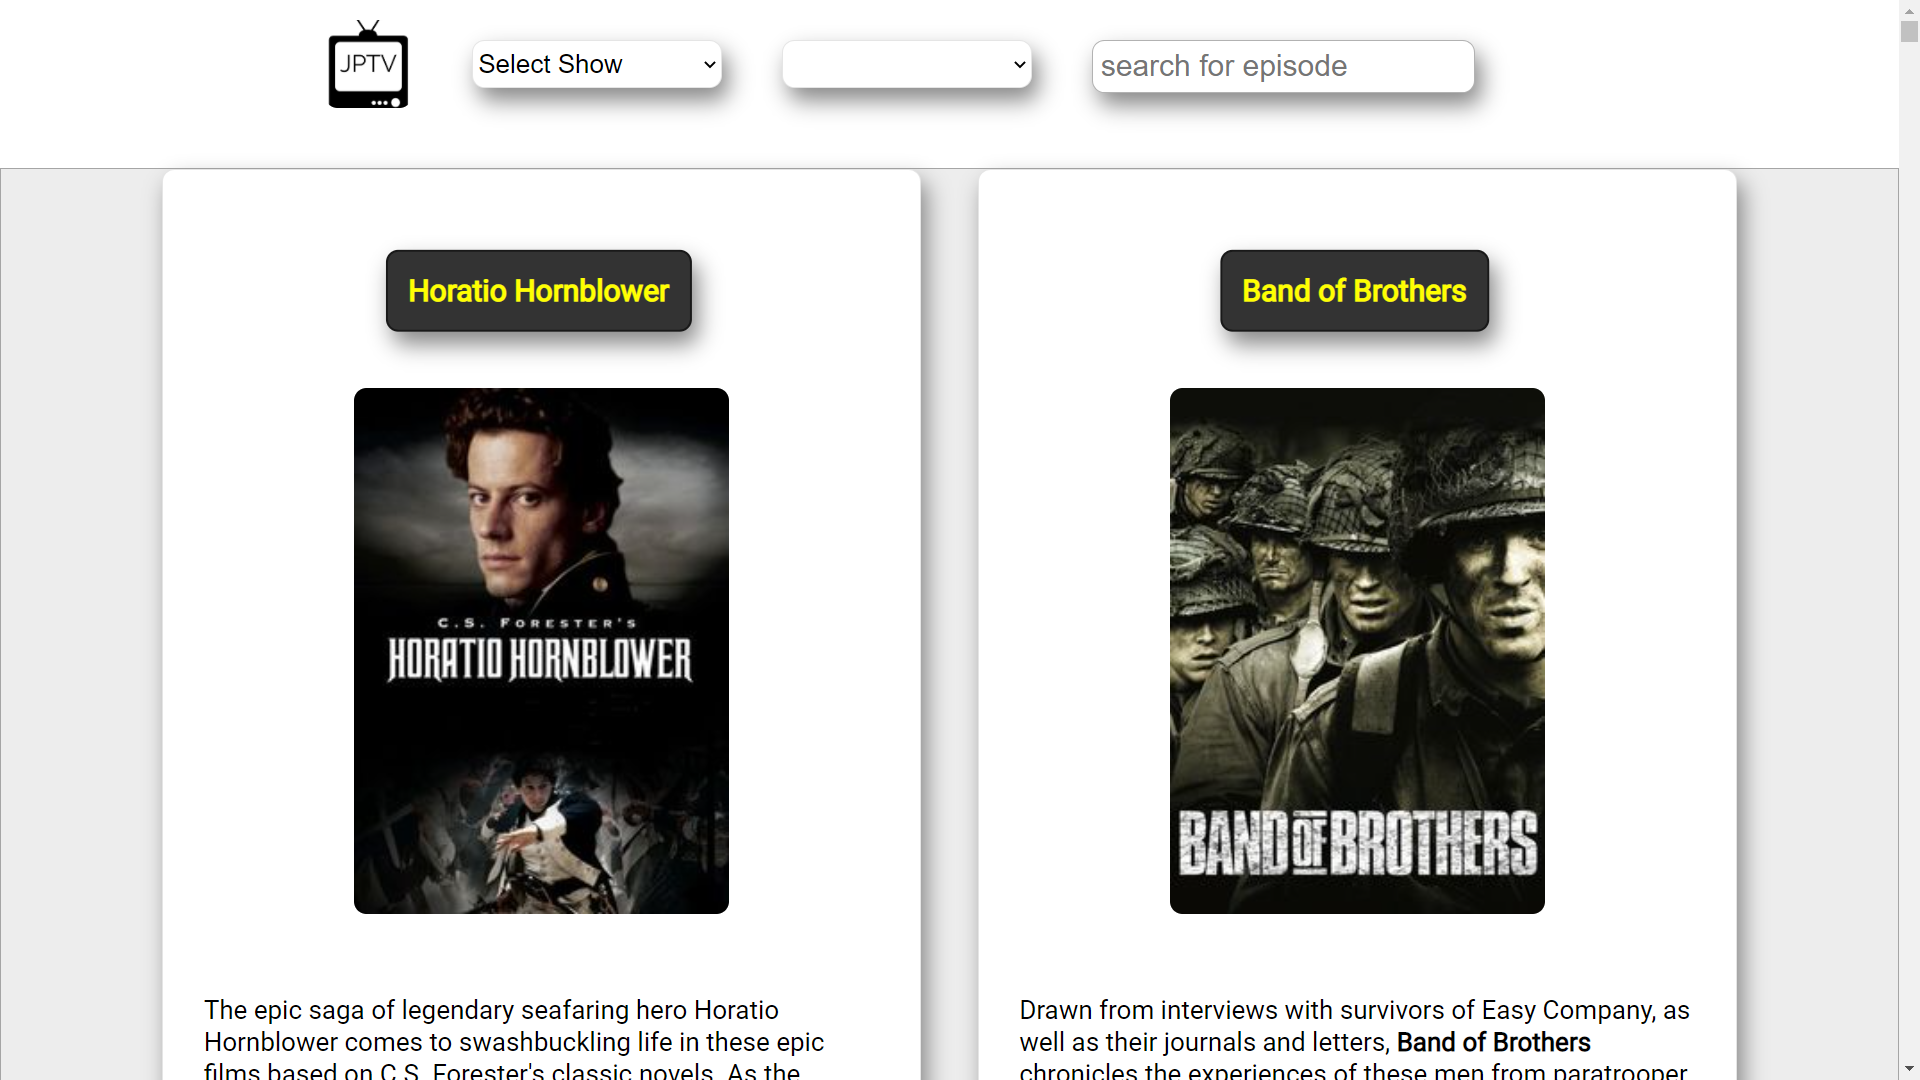 JPTV
Select Show
search for episode
Horatio Hornblower
Band of Brothers
C.S. FORESTER'S
HORATIO HORNBLOWER
BAND OF BROTHERS
The epic saga of legendary seafaring hero Horatio
Hornblower comes to swashbuckling life in these epic
films based on C.S. Forester's classic novels. As the
Drawn from interviews with survivors of Easy Company, as
well as their journals and letters, Band of Brothers
chronicles the experiences of these men from paratrooper